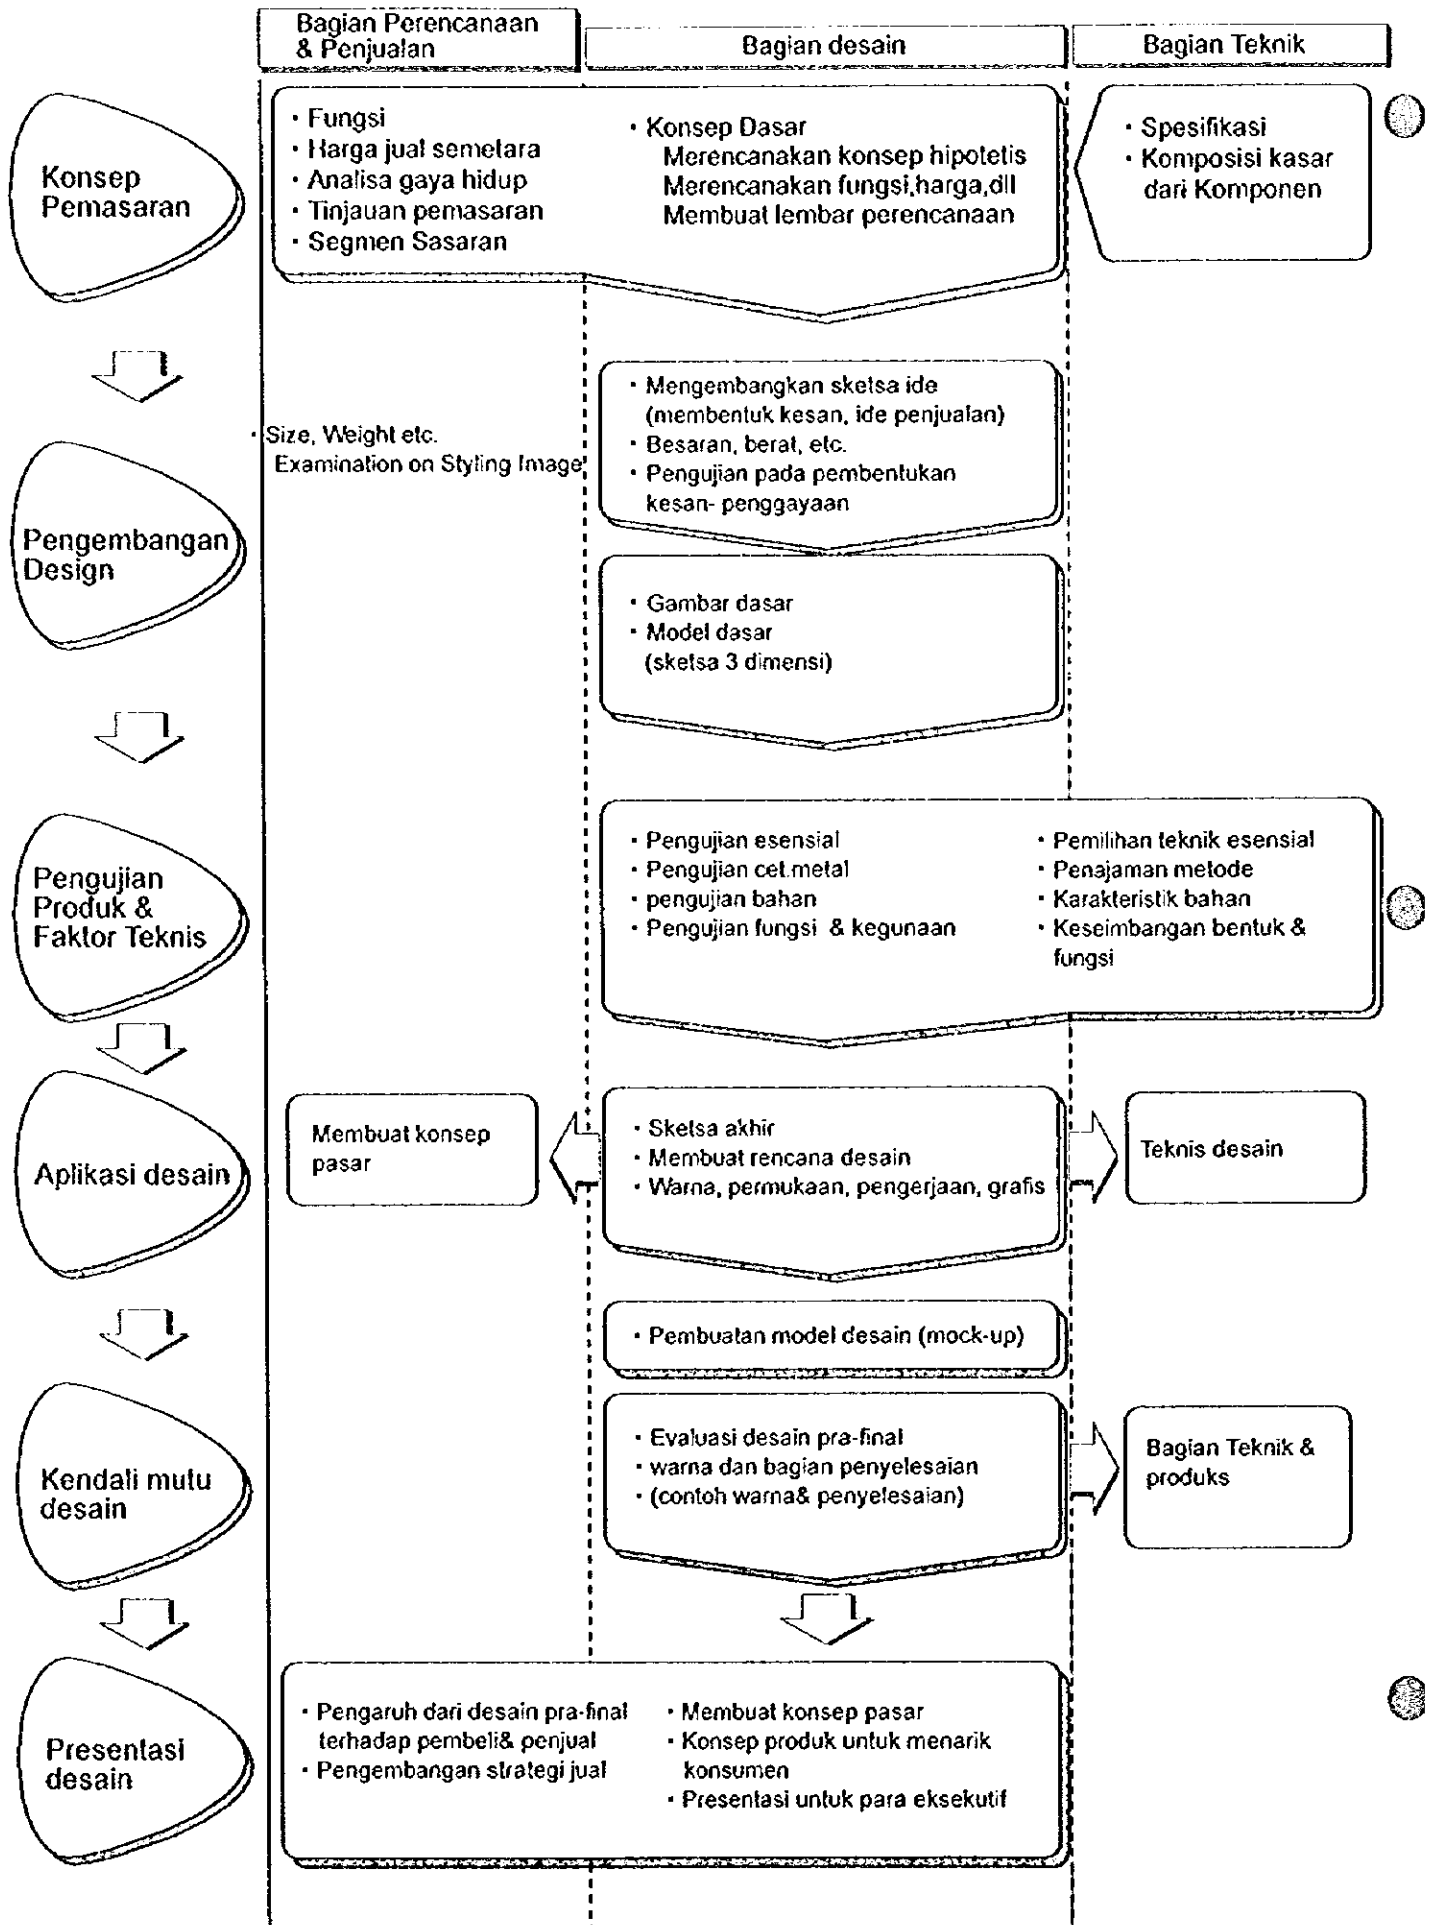 Bagian Perencanaan
& Penjualan
Bagian desain
Bagian Teknik
Konsep
Pemasaran
· Fungsi
· Harga jual semetara
· Analisa gaya hidup
· Tinjauan pemasaran
· Segmen Sasaran
· Konsep Dasar
Merencanakan konsep hipotetis
Merencanakan fungsi,harga,dll
Membuat lembar perencanaan
· Spesifikasi
· Komposisi kasar
dari Komponen
Pengembangan
Design
· Size, Weight etc.
Examination on Styling Image
· Mengembangkan sketsa ide
(membentuk kesan, ide penjualan)
· Besaran, berat, etc.
· Pengujian pada pembentukan
kesan- penggayaan
· Gambar dasar
· Model dasar
(sketsa 3 dimensi)
Pengujian
Produk &
Faktor Teknis
· Pengujian esensial
· Pengujian cet.metal
· pengujian bahan
· Pengujian fungsi & kegunaan
· Pemilihan teknik esensial
· Penajaman metode
· Karakteristik bahan
· Keseimbangan bentuk &
fungsi
Aplikasi desain
Membuat konsep
pasar
· Sketsa akhir
· Membuat rencana desain
· Warna, permukaan, pengerjaan, grafis
Teknis desain
· Pembuatan model desain (mock-up)
Kendali mutu
desain
· Evaluasi desain pra-final
· warna dan bagian penyelesaian
· (contoh warna& penyelesaian)
Bagian Teknik &
produks
Presentasi
desain
· Pengaruh dari desain pra-final
terhadap pembeli& penjual
· Pengembangan strategi jual
· Membuat konsep pasar
· Konsep produk untuk menarik
konsumen
· Presentasi untuk para eksekutif